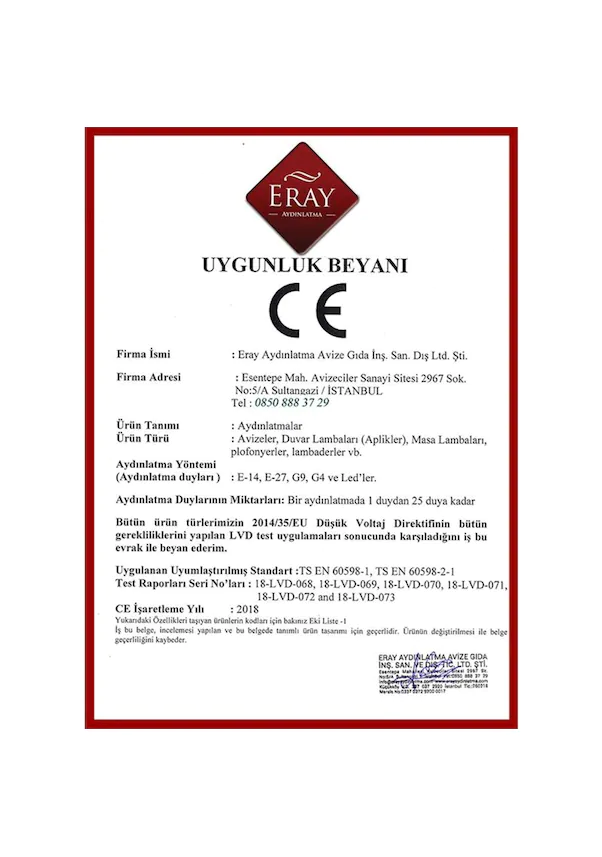 ERAY
AYDINLATMA
UYGUNLUK BEYANI
CE
Firma İsmi : Eray Aydınlatma Avize Gıda İnş. San. Dış Ltd. Şti.
Firma Adresi : Esentepe Mah. Avizeciler Sanayi Sitesi 2967 Sok.
No:5/A Sultangazi / İSTANBUL
Tel : 0850 888 37 29
Ürün Tanımı : Aydınlatmalar
Ürün Türü : Avizeler, Duvar Lambaları (Aplikler), Masa Lambaları,
plofonyerler, lambaderler vb.
Aydınlatma Yöntemi
(Aydınlatma duyları ) : E-14, E-27, G9, G4 ve Led'ler.
Aydınlatma Duylarının Miktarları: Bir aydınlatmada 1 duydan 25 duya kadar
Bütün ürün türlerimizin 2014/35/EU Düşük Voltaj Direktifinin bütün
gerekliliklerini yapılan LVD test uygulamaları sonucunda karşıladığını iş bu
evrak ile beyan ederim.
Uygulanan Uyumlaştırılmış Standart :TS EN 60598-1, TS EN 60598-2-1
Test Raporları Seri No'ları : 18-LVD-068, 18-LVD-069, 18-LVD-070, 18-LVD-071,
18-LVD-072 and 18-LVD-073
CE İşaretleme Yılı : 2018
Yukarıdaki Özellikleri taşıyan ürünlerin kodları için bakınız Eki Liste -1
İş bu belge, incelemesi yapılan ve bu belgede tanımlı ürün tasarımı için geçerlidir. Ürünün değiştirilmesi ile belge
geçerliliğini kaybeder.
ERAY AYDINLATMA AVİZE GIDA
İNŞ. SAN. VE DIŞ TİC. LTD. ŞTİ.